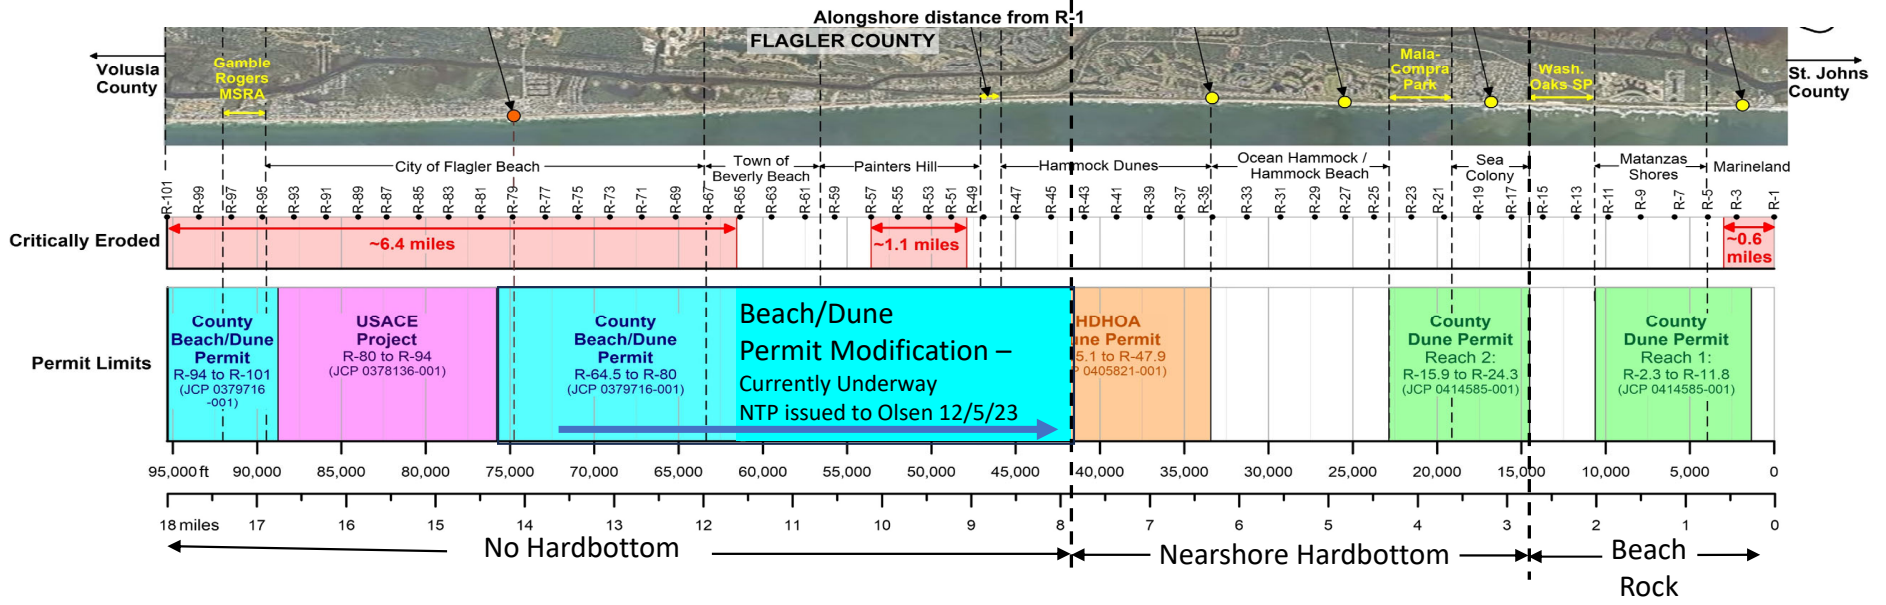 Alongshore distance from R-1
FLAGLER COUNTY
Volusia
County
Gamble
Rogers
MSRA
Mala-
Compra
Park
Wash.
Oaks SP
St. Johns
County
City of Flagler Beach
Town of
Beverly Beach
Painters Hill
Hammock Dunes
Ocean Hammock /
Hammock Beach
Sea
Colony
Matanzas
Shores
Marineland
R-101
R-99
R-97
R-95
R-93
R-91
R-89
R-87
R-85
R-83
R-81
R-79
R-77
R-75
R-73
R-71
R-69
R-67
R-65
R-63
R-61
R-59
R-57
R-55
R-53
R-51
R-49
R-47
R-45
R-43
R-41
R-39
R-37
R-35
R-33
R-31
R-29
R-27
R-25
R-23
R-21
R-19
R-17
R-15
R-13
R-11
R-9
R-7
R-5
R-3
R-1
Critically Eroded
~6.4 miles
~1.1 miles
~0.6
miles
Permit Limits
County
Beach/Dune
Permit
R-94 to R-101
(JCP 0379716
-001)
USACE
Project
R-80 to R-94
(JCP 0378136-001)
County
Beach/Dune
Permit
R-64.5 to R-80
(JCP 0379716-001)
Beach/Dune
Permit Modification –
Currently Underway
NTP issued to Olsen 12/5/23
HDHOA
une Permit
5.1 to R-47.9
P 0405821-001)
County
Dune Permit
Reach 2:
R-15.9 to R-24.3
(JCP 0414585-001)
County
Dune Permit
Reach 1:
R-2.3 to R-11.8
(JCP 0414585-001)
95,000 ft 90,000 85,000 80,000 75,000 70,000 65,000 60,000 55,000 50,000 45,000 40,000 35,000 30,000 25,000 20,000 15,000 10,000 5,000 0
18 miles 17 16 15 14 13 12 11 10 9 8 7 6 5 4 3 2 1 0
No Hardbottom
Nearshore Hardbottom
Beach
Rock